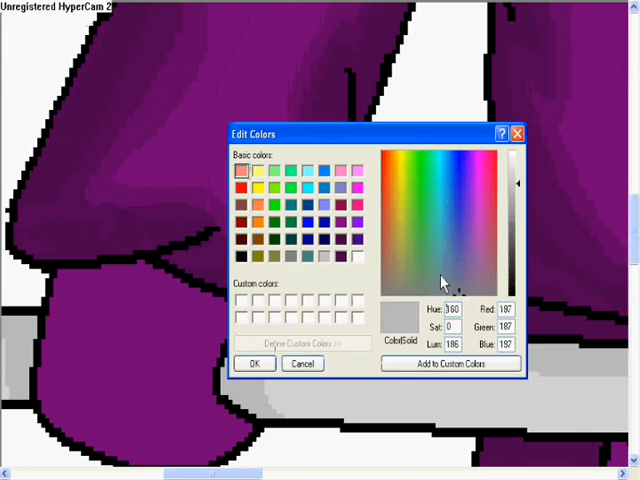 Unregistered HyperCam 2
Edit Colors
Basic colors:
Custom colors:
Define Custom Colors >>
OK
Cancel
Color|Solid
Hue: 160
Sat: 0
Lum: 186
Red: 197
Green: 197
Blue: 197
Add to Custom Colors